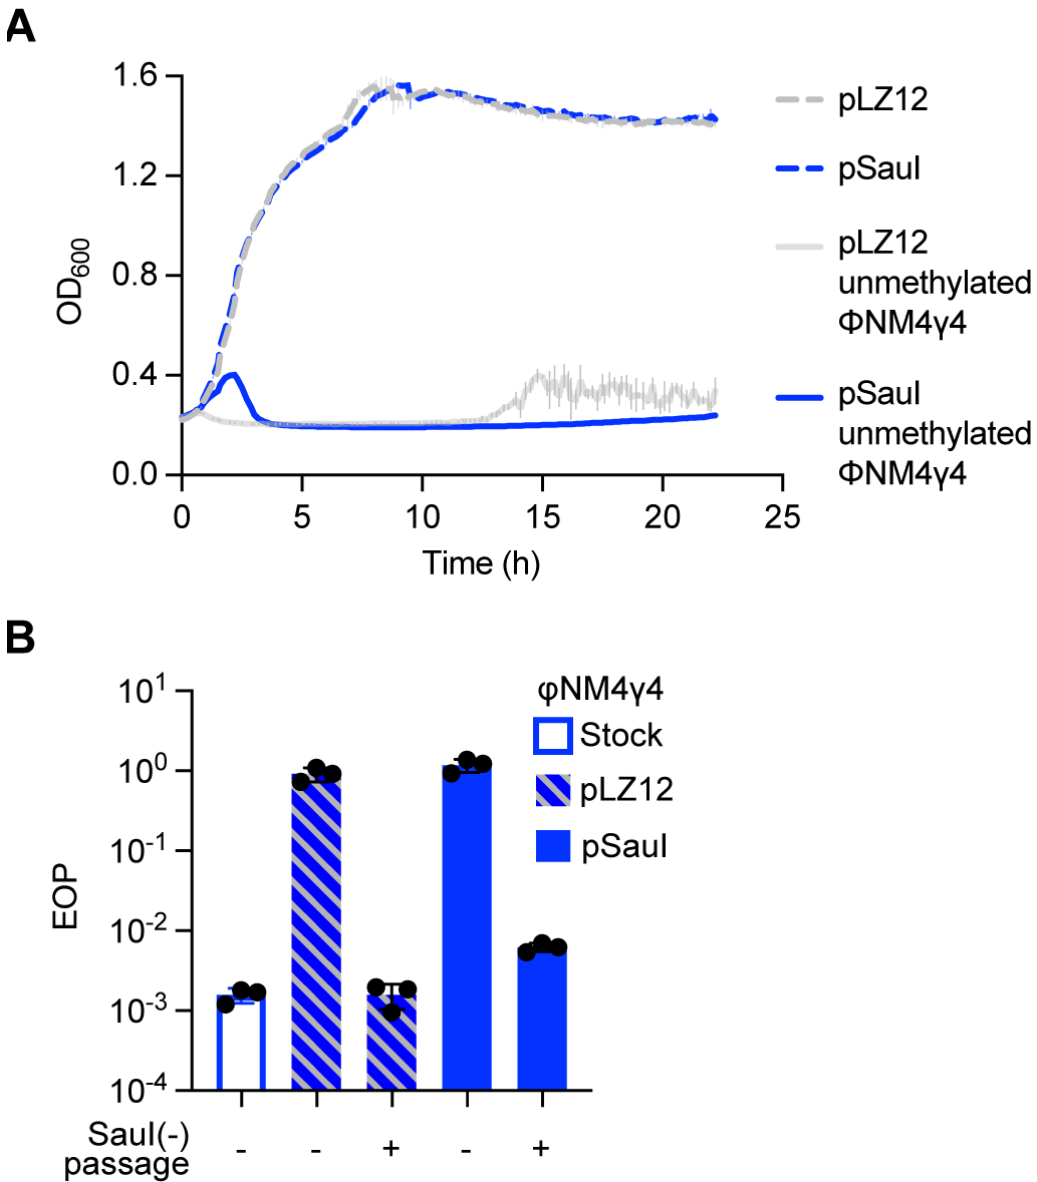 A
1.6
1.2
0.8
0.4
0.0
OD600
0
5
10
15
20
25
Time (h)
pLZ12
pSauI
pLZ12
unmethylated
ΦNM4γ4
pSauI
unmethylated
ΦNM4γ4
B
10^1
10^0
10^-1
10^-2
10^-3
10^-4
EOP
φNM4γ4
Stock
pLZ12
pSauI
SauI(-)
passage
- - + - +